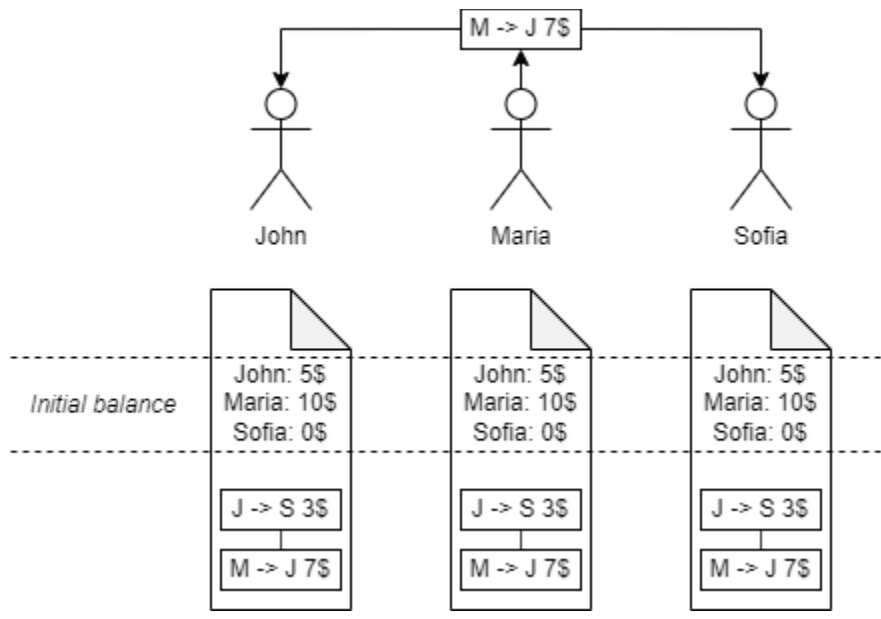 M -> J 7$
John
Maria
Sofia
Initial balance
John: 5$
Maria: 10$
Sofia: 0$
J -> S 3$
M -> J 7$
John: 5$
Maria: 10$
Sofia: 0$
J -> S 3$
M -> J 7$
John: 5$
Maria: 10$
Sofia: 0$
J -> S 3$
M -> J 7$